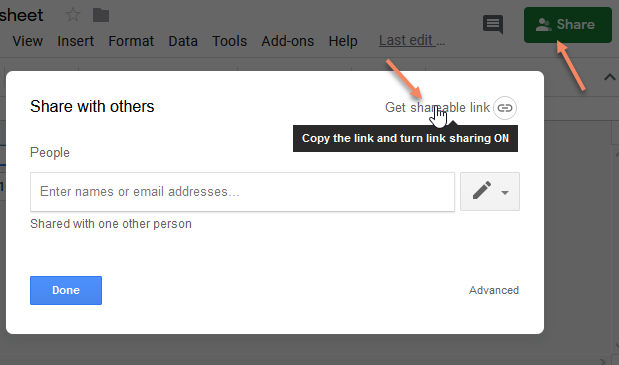 sheet
View Insert Format Data Tools Add-ons Help Last edit ...
Share
Share with others
Get shareable link
Copy the link and turn link sharing ON
People
Enter names or email addresses...
Shared with one other person
Done
Advanced